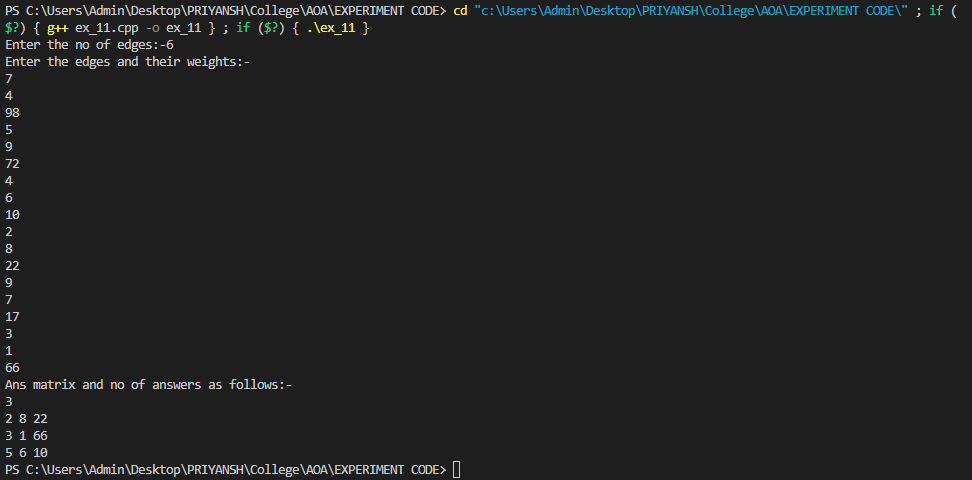 PS C:\Users\Admin\Desktop\PRIYANSH\College\AOA\EXPERIMENT CODE> cd "c:\Users\Admin\Desktop\PRIYANSH\College\AOA\EXPERIMENT CODE\" ; if (
$?) { g++ ex_11.cpp -o ex_11 } ; if ($?) { .\ex_11 }
Enter the no of edges:-6
Enter the edges and their weights:-
7
4
98
5
9
72
4
6
10
2
8
22
9
7
17
3
1
66
Ans matrix and no of answers as follows:-
3
2 8 22
3 1 66
5 6 10
PS C:\Users\Admin\Desktop\PRIYANSH\College\AOA\EXPERIMENT CODE>